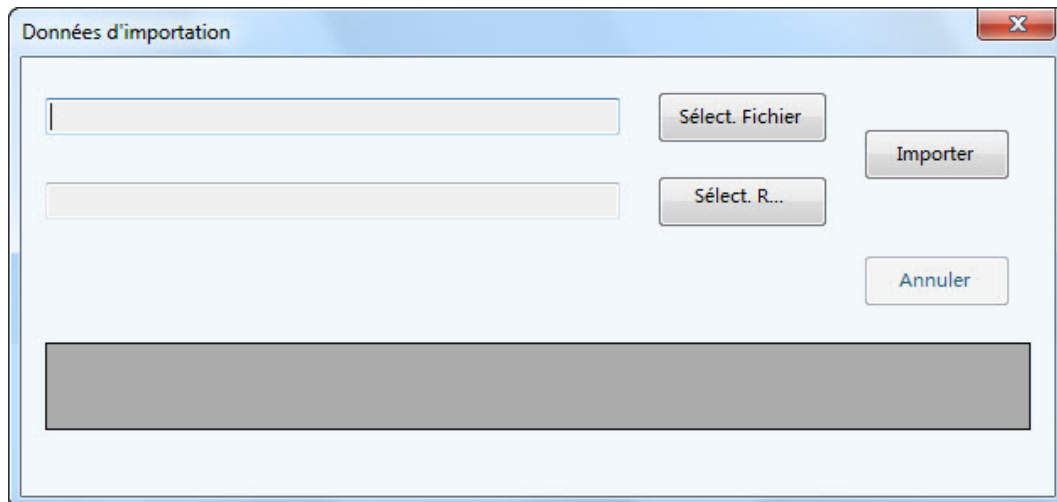 Données d'importation
Sélect. Fichier
Importer
Sélect. R...
Annuler